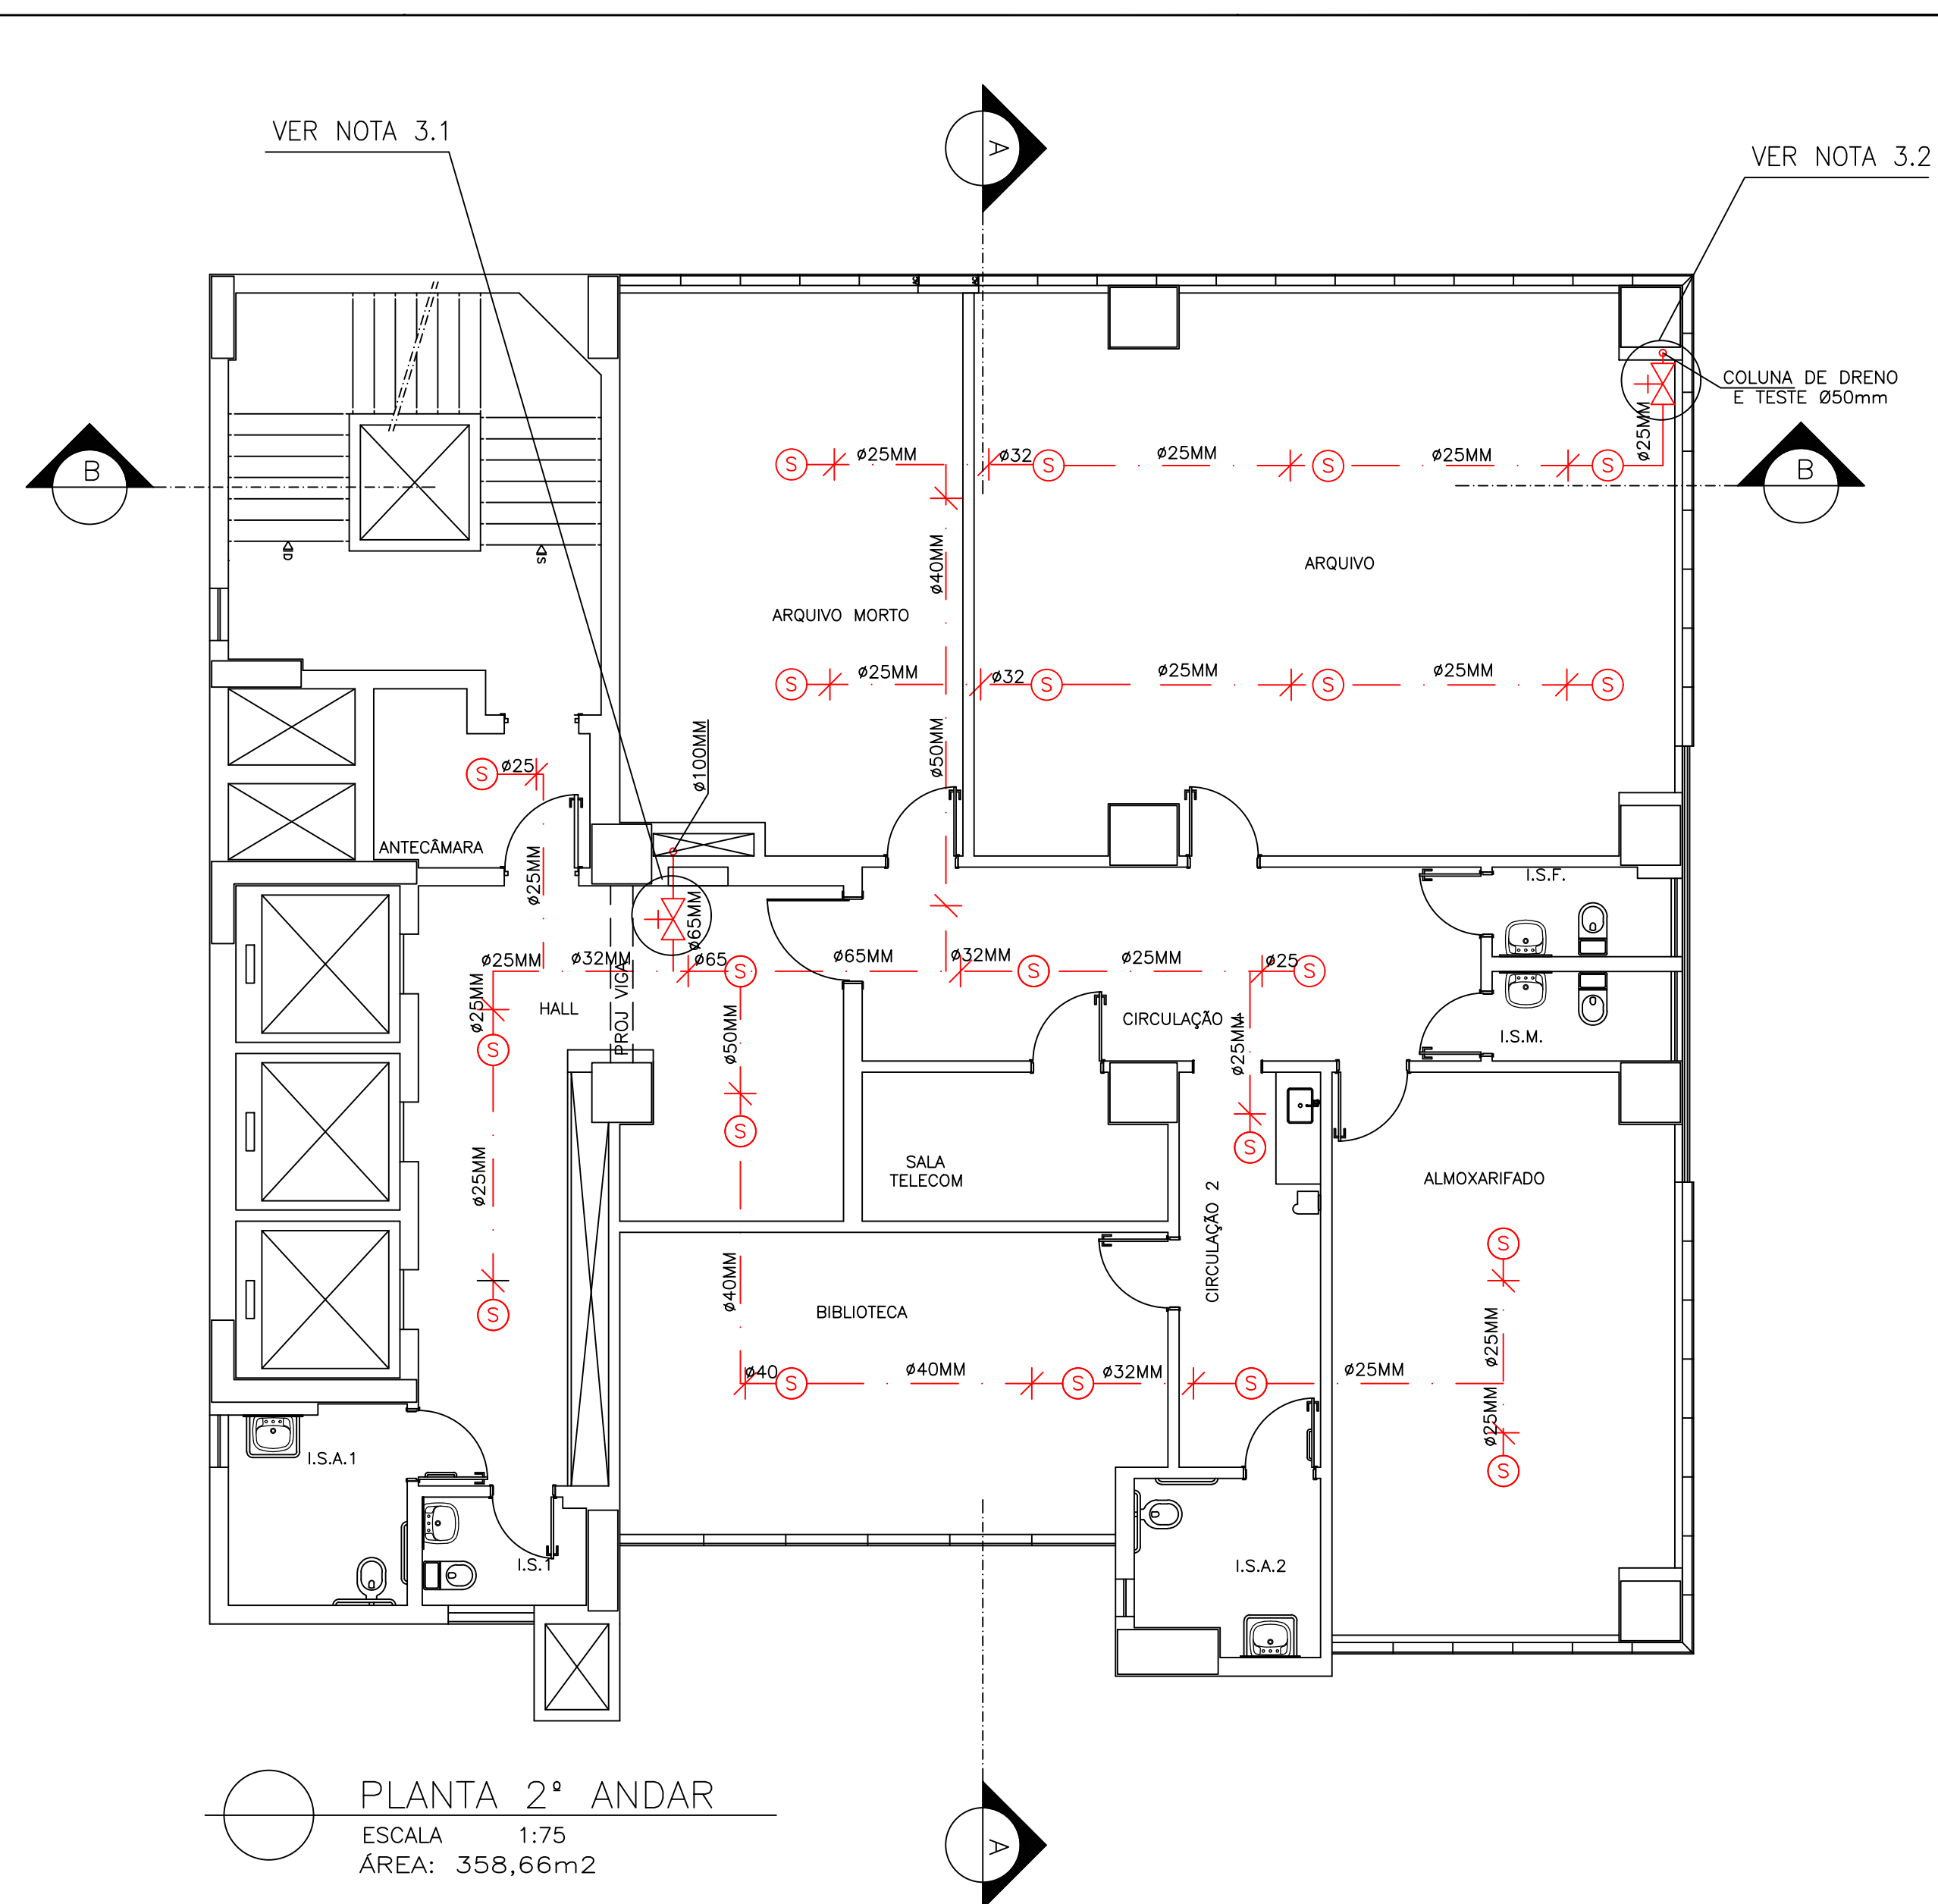 VER NOTA 3.1
A
VER NOTA 3.2
AC
AC
COLUNA DE DRENO
E TESTE Ø50mm
B
B
S
ø25MM
ø32
S
ø25MM
S
ø25MM
S
ø25MM
D
S
ø40MM
ARQUIVO
ARQUIVO MORTO
S
ø25MM
ø32
S
ø25MM
S
ø25MM
S
ø50MM
ø100MM
S
ø25
ANTECÂMARA
ø25MM
I.S.F.
ø65MM
ø25MM
ø32MM
ø65
S
ø65MM
ø32MM
S
ø25MM
ø25
S
ø25MM
HALL
PROJ VIGA
ø50MM
CIRCULAÇÃO
ø25MM
I.S.M.
S
S
S
SALA
TELECOM
ø25MM
CIRCULAÇÃO 2
ALMOXARIFADO
S
ø40MM
BIBLIOTECA
S
ø25MM
ø40
S
ø40MM
S
ø32MM
S
ø25MM
ø25MM
S
I.S.A.1
I.S.1
I.S.A.2
PLANTA 2º ANDAR
ESCALA 1:75
ÁREA: 358,66m2
A